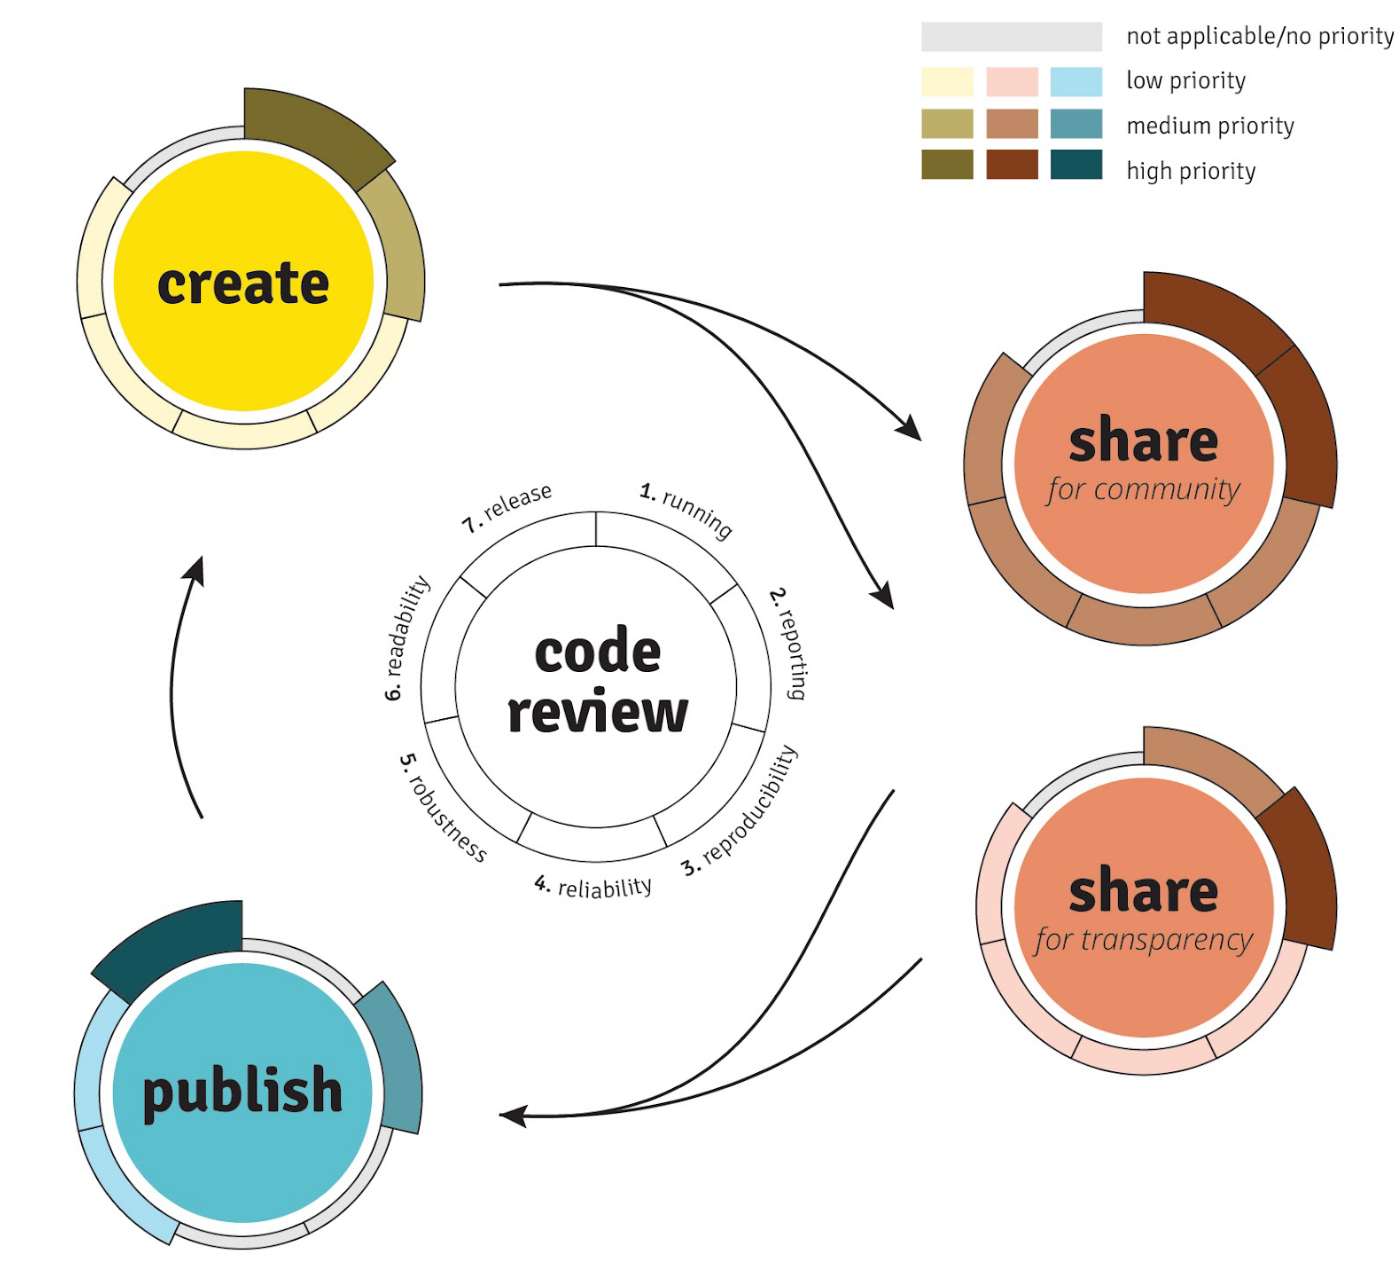 not applicable/no priority
low priority
medium priority
high priority
create
share
for community
7. release
1. running
6. readability
2. reporting
code
review
5. robustness
3. reproducibility
4. reliability
share
for transparency
publish